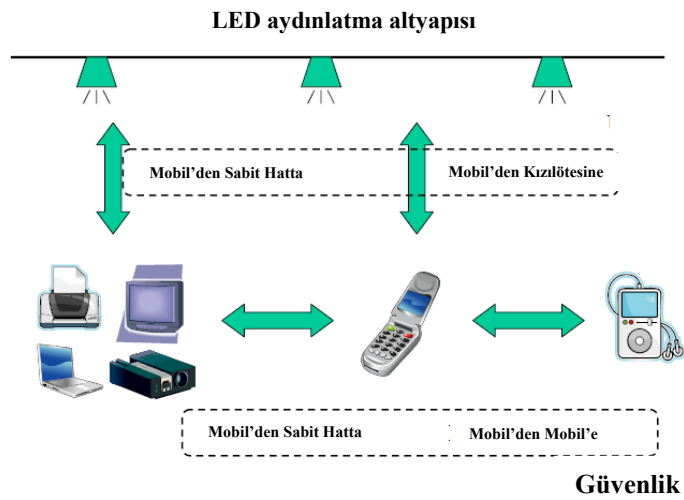 LED aydınlatma altyapısı
Mobil’den Sabit Hatta
Mobil’den Kızılötesine
Mobil’den Sabit Hatta
Mobil’den Mobil’e
Güvenlik